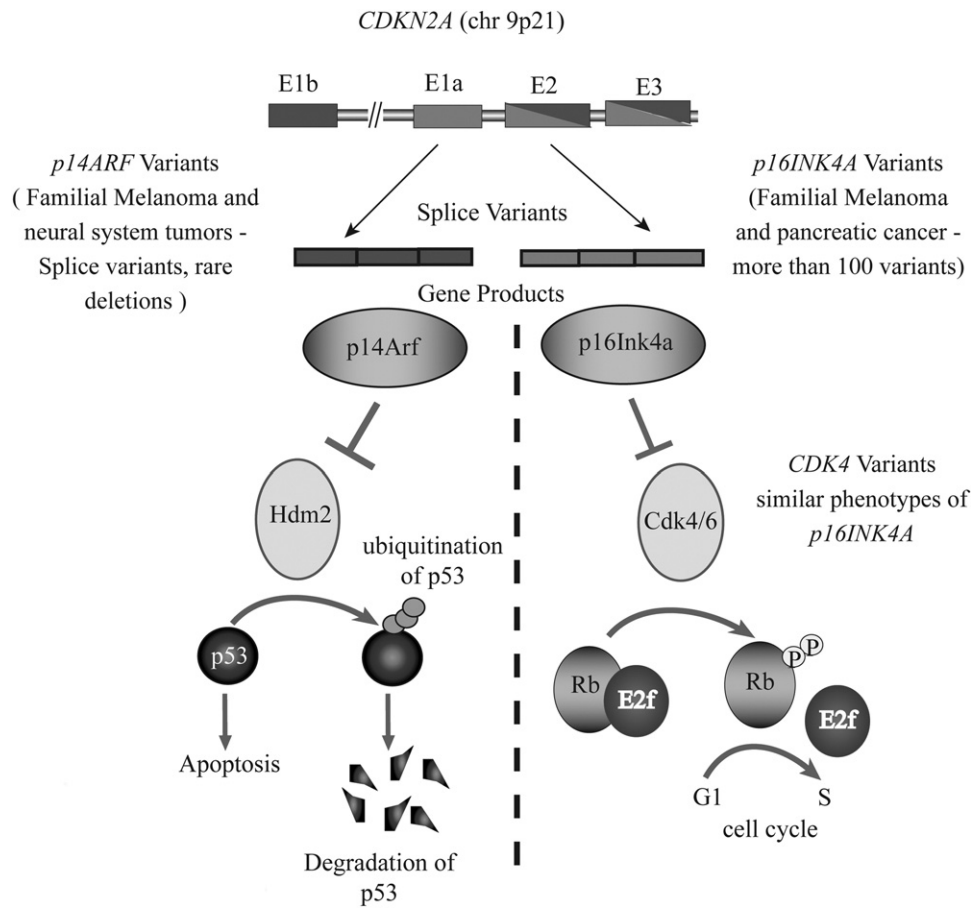 CDKN2A (chr 9p21)
E1b
E1a
E2
E3
p14ARF Variants
( Familial Melanoma and
neural system tumors -
Splice variants, rare
deletions )
p16INK4A Variants
(Familial Melanoma
and pancreatic cancer -
more than 100 variants)
Splice Variants
Gene Products
p14Arf
p16Ink4a
Hdm2
Cdk4/6
CDK4 Variants
similar phenotypes of
p16INK4A
ubiquitination
of p53
p53
Apoptosis
Degradation of
p53
Rb
E2f
Rb
P
P
E2f
G1
S
cell cycle